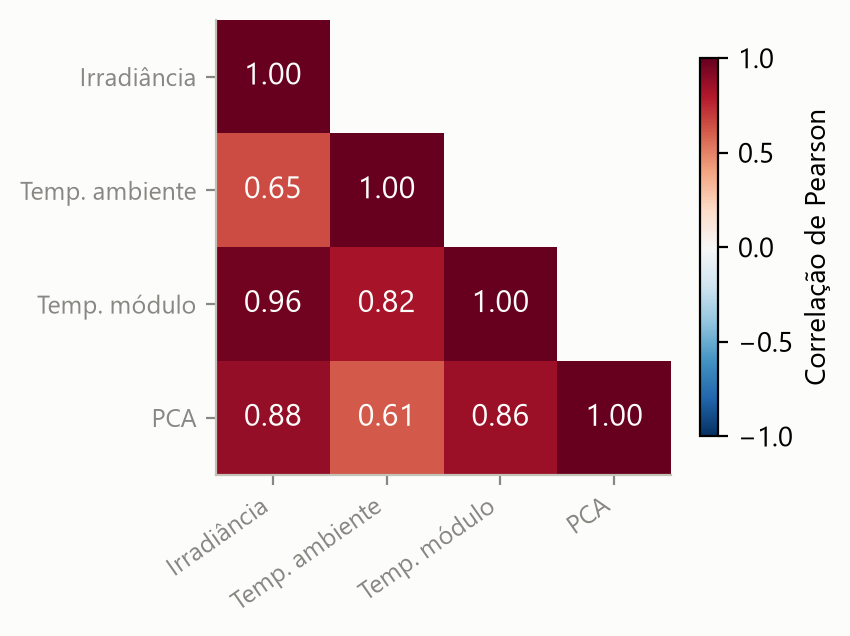 Irradiância 1.00
Temp. ambiente 0.65 1.00
Temp. módulo 0.96 0.82 1.00
PCA 0.88 0.61 0.86 1.00
Irradiância Temp. ambiente Temp. módulo PCA
1.0
0.5
0.0
−0.5
−1.0
Correlação de Pearson